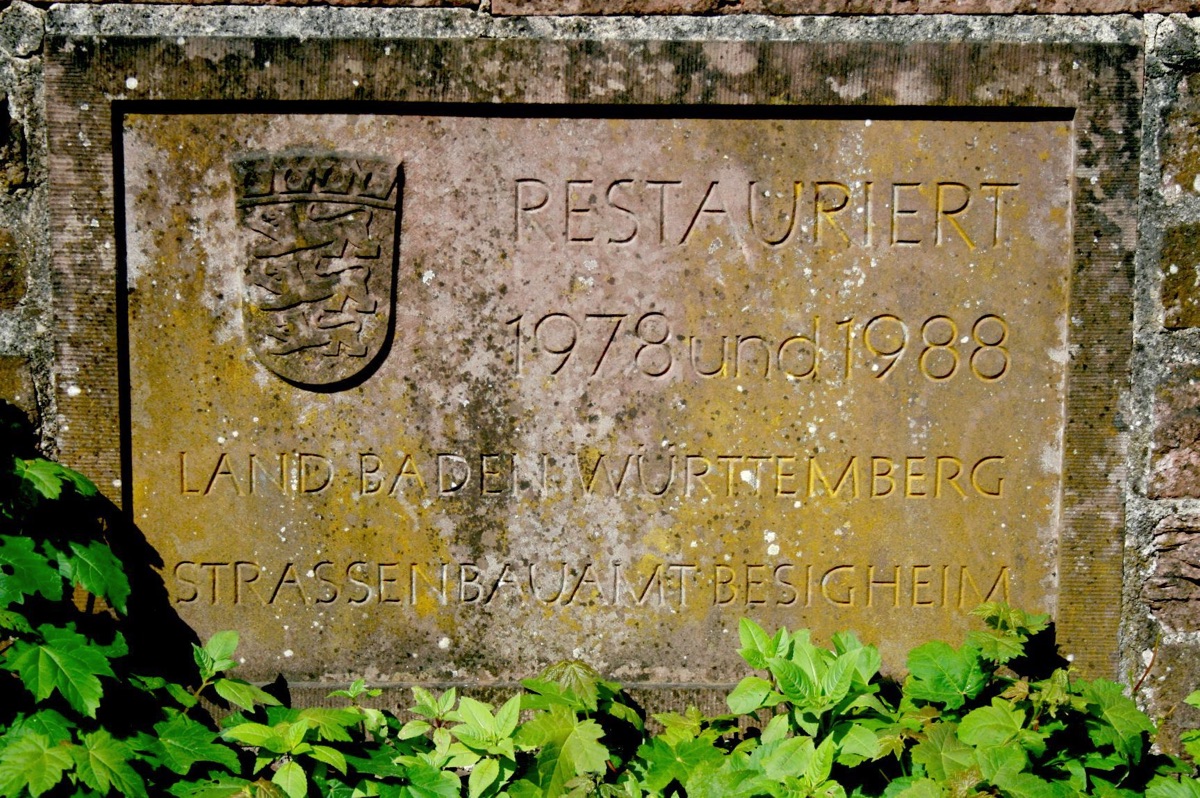 RESTAURIERT
1978 und 1988
LAND BADEN-WÜRTTEMBERG
STRASSENBAUAMT BESIGHEIM